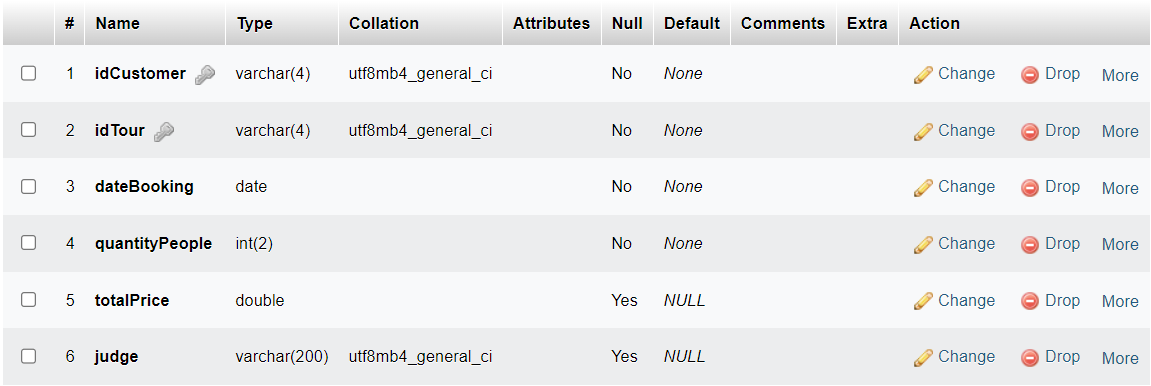 # Name Type Collation Attributes Null Default Comments Extra Action
1 idCustomer varchar(4) utf8mb4_general_ci No None Change Drop More
2 idTour varchar(4) utf8mb4_general_ci No None Change Drop More
3 dateBooking date No None Change Drop More
4 quantityPeople int(2) No None Change Drop More
5 totalPrice double Yes NULL Change Drop More
6 judge varchar(200) utf8mb4_general_ci Yes NULL Change Drop More